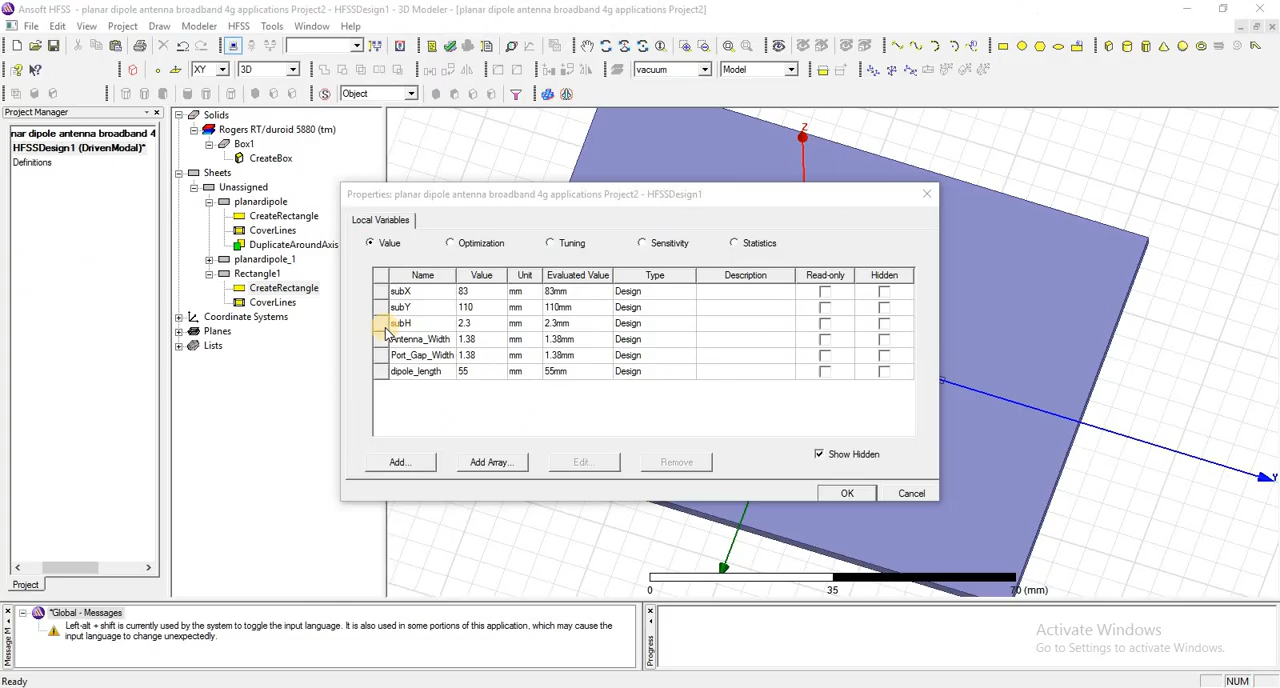 Ansoft HFSS - planar dipole antenna broadband 4g applications Project2 - HFSSDesign1 - 3D Modeler - [planar dipole antenna broadband 4g applications Project2]
File Edit View Project Draw Modeler HFSS Tools Window Help
XY 3D vacuum Model
Object
Project Manager
nar dipole antenna broadband 4
HFSSDesign1 (DrivenModal)*
Definitions
Project
Solids
Rogers RT/duroid 5880 (tm)
Box1
CreateBox
Sheets
Unassigned
planardipole
CreateRectangle
CoverLines
DuplicateAroundAxis
planardipole_1
Rectangle1
CreateRectangle
CoverLines
Coordinate Systems
Planes
Lists
Z
Properties: planar dipole antenna broadband 4g applications Project2 - HFSSDesign1
Local Variables
Value Optimization Tuning Sensitivity Statistics
Name Value Unit Evaluated Value Type Description Read-only Hidden
subX 83 mm 83mm Design
subY 110 mm 110mm Design
subH 2.3 mm 2.3mm Design
Antenna_Width 1.38 mm 1.38mm Design
Port_Gap_Width 1.38 mm 1.38mm Design
dipole_length 55 mm 55mm Design
Show Hidden
Add... Add Array... Edit... Remove
OK Cancel
Y
0 35 70 (mm)
*Global - Messages
Left-alt + shift is currently used by the system to toggle the input language. It is also used in some portions of this application, which may cause the
input language to change unexpectedly.
Message M
Progress
Activate Windows
Go to Settings to activate Windows.
Ready NUM